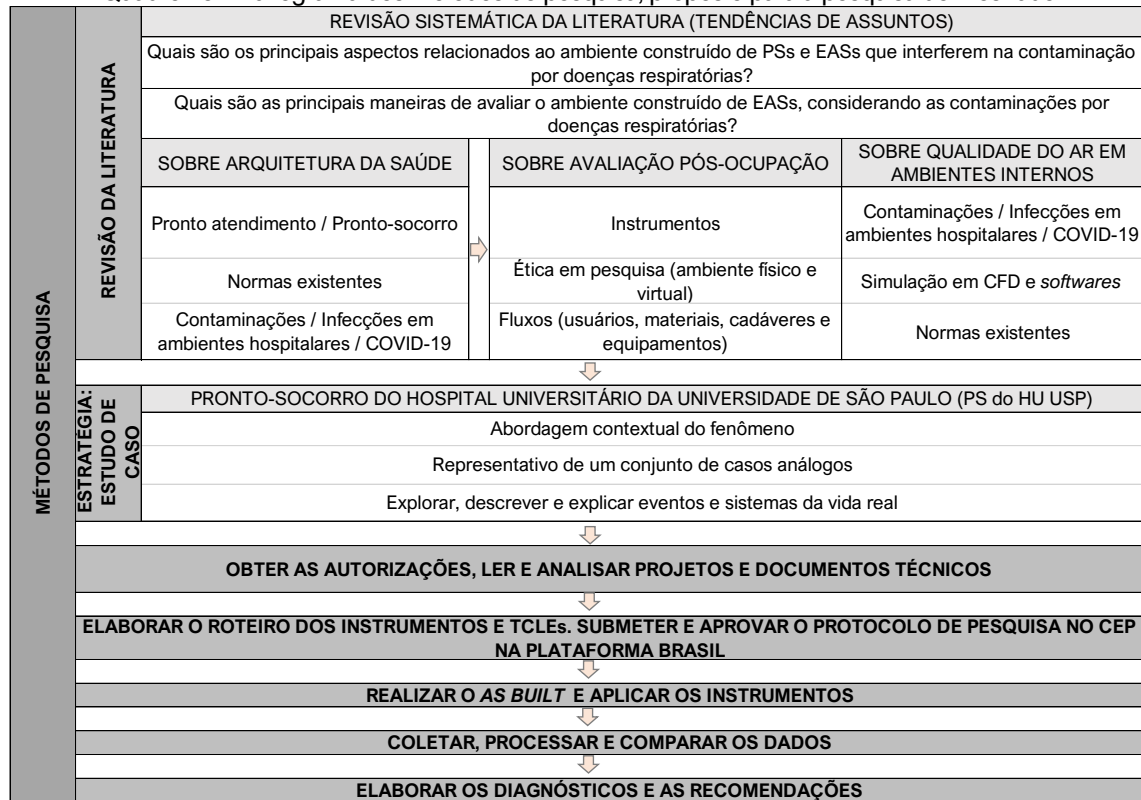 MÉTODOS DE PESQUISA
REVISÃO DA LITERATURA
REVISÃO SISTEMÁTICA DA LITERATURA (TENDÊNCIAS DE ASSUNTOS)
Quais são os principais aspectos relacionados ao ambiente construído de PSs e EASs que interferem na contaminação
por doenças respiratórias?
Quais são as principais maneiras de avaliar o ambiente construído de EASs, considerando as contaminações por
doenças respiratórias?
SOBRE ARQUITETURA DA SAÚDE
Pronto atendimento / Pronto-socorro
Normas existentes
Contaminações / Infecções em
ambientes hospitalares / COVID-19
SOBRE AVALIAÇÃO PÓS-OCUPAÇÃO
Instrumentos
Ética em pesquisa (ambiente físico e
virtual)
Fluxos (usuários, materiais, cadáveres e
equipamentos)
SOBRE QUALIDADE DO AR EM
AMBIENTES INTERNOS
Contaminações / Infecções em
ambientes hospitalares / COVID-19
Simulação em CFD e softwares
Normas existentes
ESTRATÉGIA:
ESTUDO DE
CASO
PRONTO-SOCORRO DO HOSPITAL UNIVERSITÁRIO DA UNIVERSIDADE DE SÃO PAULO (PS do HU USP)
Abordagem contextual do fenômeno
Representativo de um conjunto de casos análogos
Explorar, descrever e explicar eventos e sistemas da vida real
OBTER AS AUTORIZAÇÕES, LER E ANALISAR PROJETOS E DOCUMENTOS TÉCNICOS
ELABORAR O ROTEIRO DOS INSTRUMENTOS E TCLEs. SUBMETER E APROVAR O PROTOCOLO DE PESQUISA NO CEP
NA PLATAFORMA BRASIL
REALIZAR O AS BUILT E APLICAR OS INSTRUMENTOS
COLETAR, PROCESSAR E COMPARAR OS DADOS
ELABORAR OS DIAGNÓSTICOS E AS RECOMENDAÇÕES